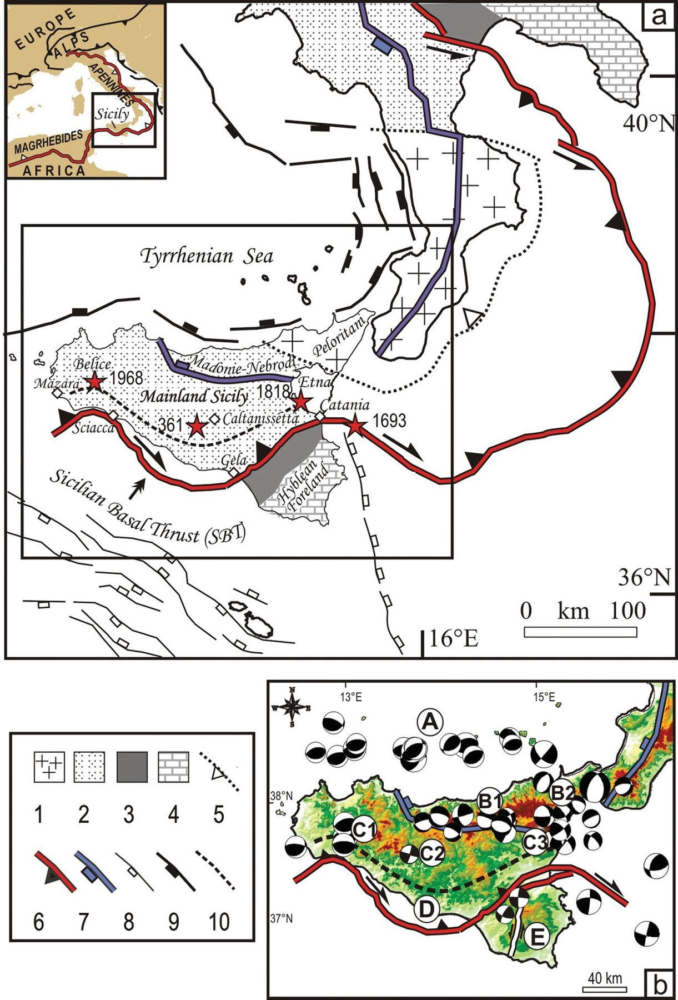 a
EUROPE
ALPS
APENNINES
Sicily
MAGRHEBIDES
AFRICA
40°N
Tyrrhenian Sea
Peloritani
Belice
1968
Madonie-Nebrodi
Mazara
Etna
1818
Mainland Sicily
Catania
Sciacca
361
Caltanissetta
1693
Gela
Hyblean
Foreland
Sicilian Basal Thrust (SBT)
36°N
0 km 100
16°E
1 2 3 4 5
6 7 8 9 10
N
W E
S
13°E
15°E
A
38°N
B1
B2
C1
C2
C3
D
37°N
E
40 km
b